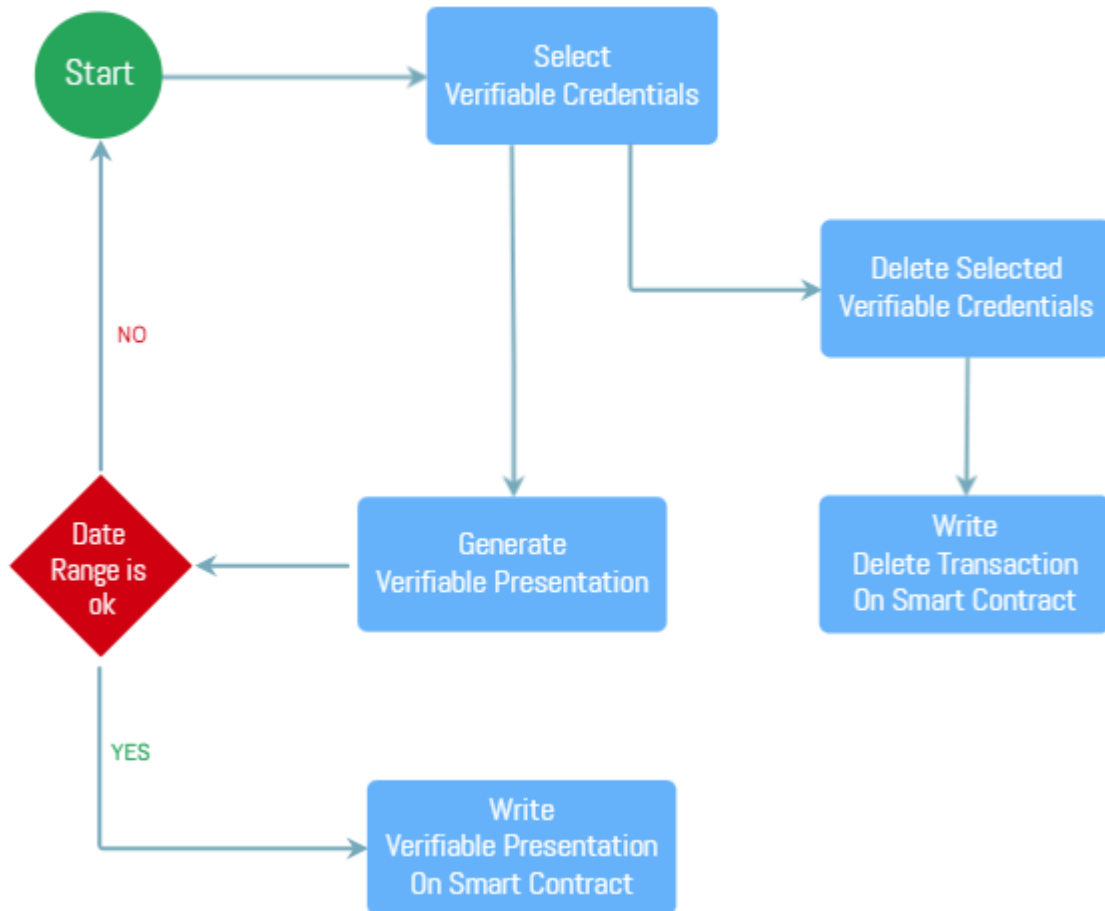 Start
Select
Verifiable Credentials
Delete Selected
Verifiable Credentials
NO
Date
Range is
ok
Generate
Verifiable Presentation
Write
Delete Transaction
On Smart Contract
YES
Write
Verifiable Presentation
On Smart Contract